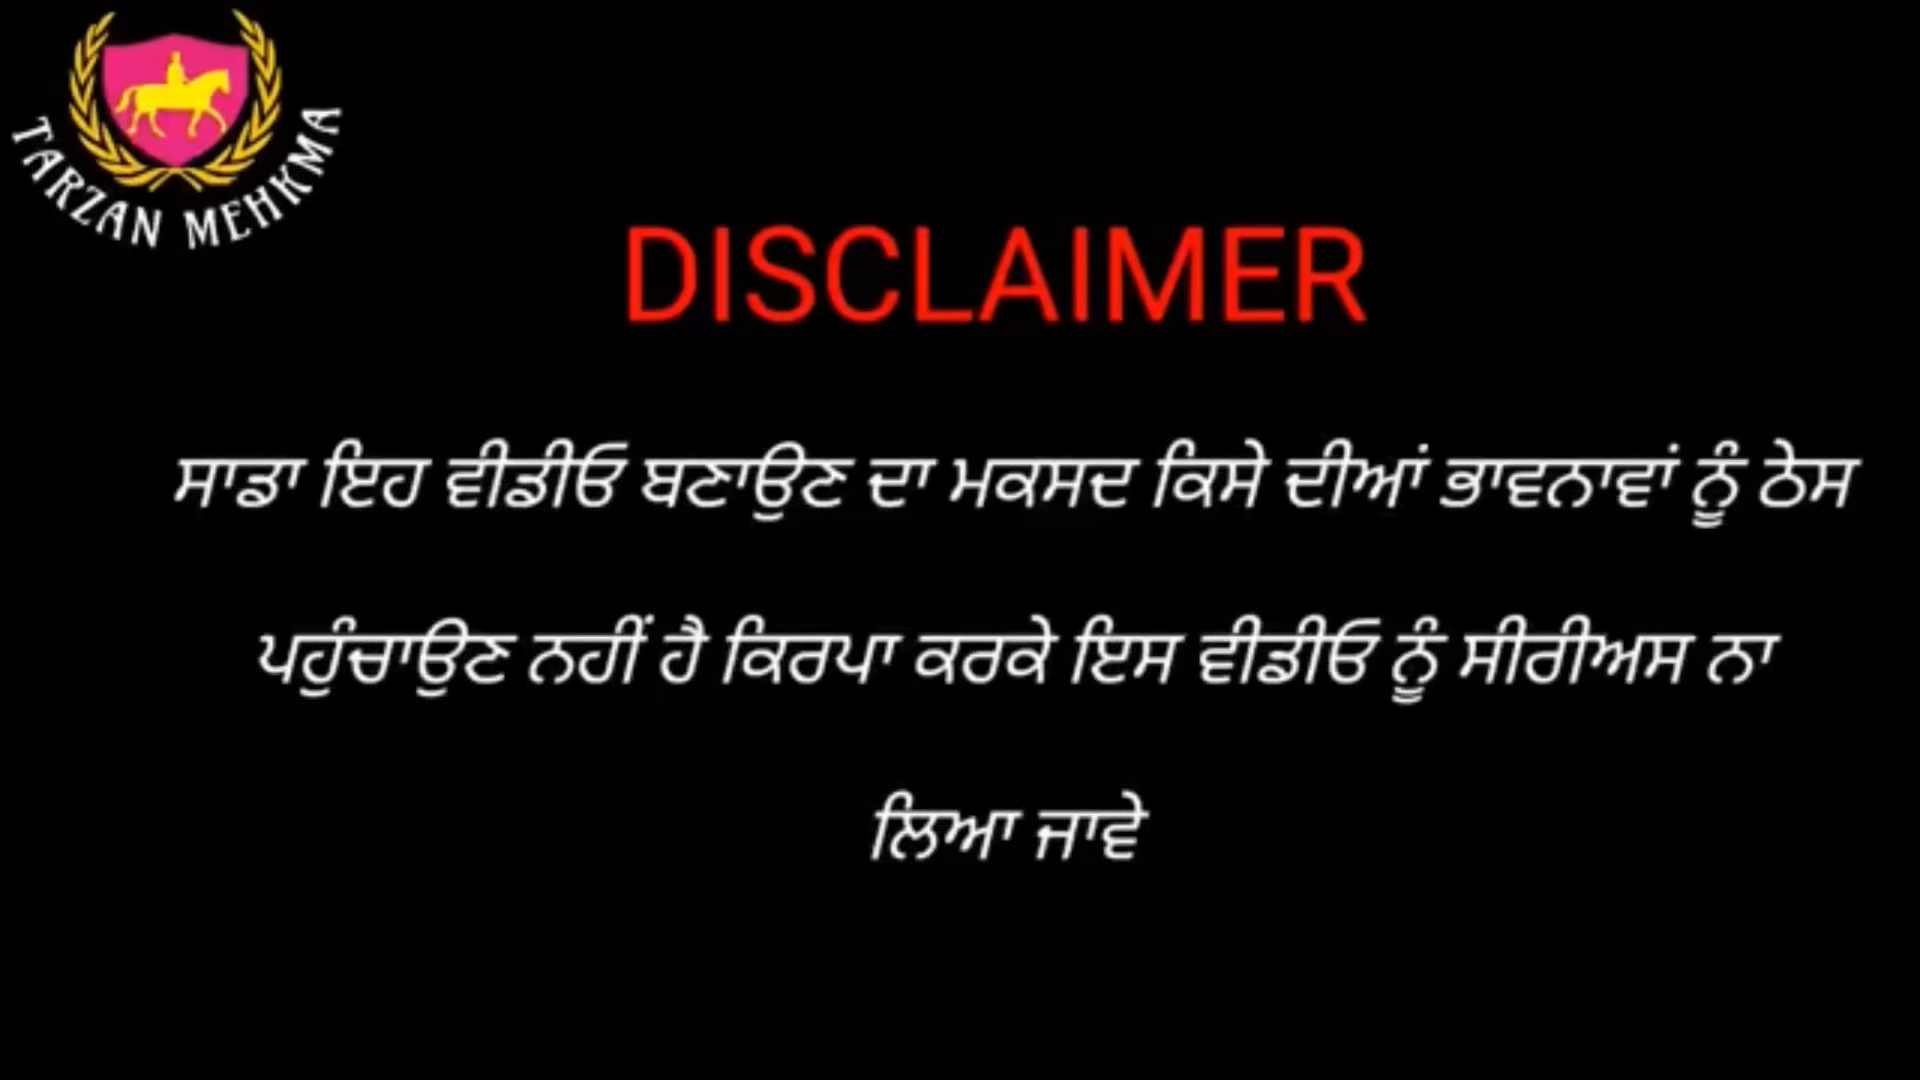 TARZAN MEHKMA
DISCLAIMER
ਸਾਡਾ ਇਹ ਵੀਡੀਓ ਬਣਾਉਣ ਦਾ ਮਕਸਦ ਕਿਸੇ ਦੀਆਂ ਭਾਵਨਾਵਾਂ ਨੂੰ ਠੇਸ
ਪਹੁੰਚਾਉਣ ਨਹੀਂ ਹੈ ਕਿਰਪਾ ਕਰਕੇ ਇਸ ਵੀਡੀਓ ਨੂੰ ਸੀਰੀਅਸ ਨਾ
ਲਿਆ ਜਾਵੇ